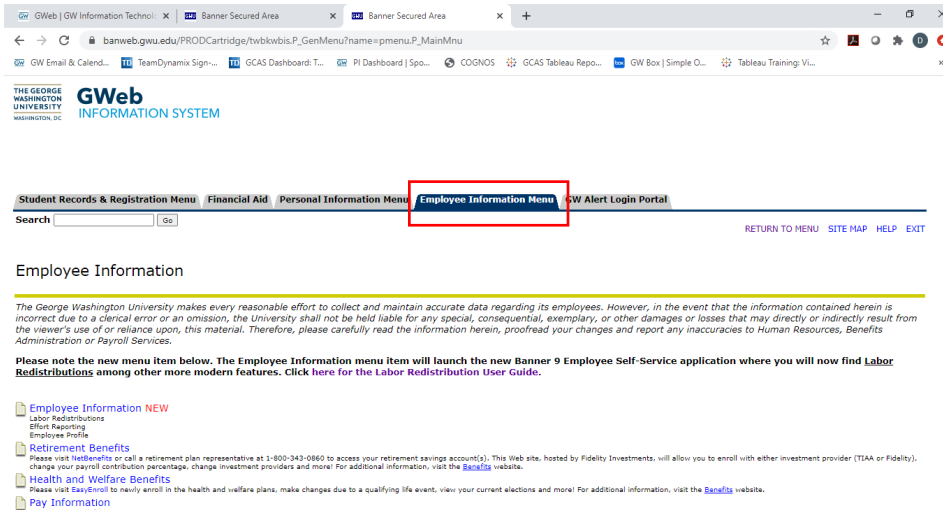 GWeb | GW Information Technolo
Banner Secured Area
Banner Secured Area
banweb.gwu.edu/PRODCartridge/twbkwbis.P_GenMenu?name=pmenu.P_MainMnu
GW Email & Calend... TeamDynamix Sign-... GCAS Dashboard: T... PI Dashboard | Spo... COGNOS GCAS Tableau Repo... GW Box | Simple O... Tableau Training: Vi...
THE GEORGE
WASHINGTON
UNIVERSITY
WASHINGTON, DC
GWeb
INFORMATION SYSTEM
Student Records & Registration Menu Financial Aid Personal Information Menu Employee Information Menu GW Alert Login Portal
Search Go
RETURN TO MENU SITE MAP HELP EXIT
Employee Information
The George Washington University makes every reasonable effort to collect and maintain accurate data regarding its employees. However, in the event that the information contained herein is
incorrect due to a clerical error or an omission, the University shall not be held liable for any special, consequential, exemplary, or other damages or losses that may directly or indirectly result from
the viewer's use of or reliance upon, this material. Therefore, please carefully read the information herein, proofread your changes and report any inaccuracies to Human Resources, Benefits
Administration or Payroll Services.
Please note the new menu item below. The Employee Information menu item will launch the new Banner 9 Employee Self-Service application where you will now find Labor
Redistributions among other more modern features. Click here for the Labor Redistribution User Guide.
Employee Information NEW
Labor Redistributions
Effort Reporting
Employee Profile
Retirement Benefits
Please visit NetBenefits or call a retirement plan representative at 1-800-343-0860 to access your retirement savings account(s). This Web site, hosted by Fidelity Investments, will allow you to enroll with either investment provider (TIAA or Fidelity),
change your payroll contribution percentage, change investment providers and more! For additional information, visit the Benefits website.
Health and Welfare Benefits
Please visit EasyEnroll to newly enroll in the health and welfare plans, make changes due to a qualifying life event, view your current elections and more! For additional information, visit the Benefits website.
Pay Information